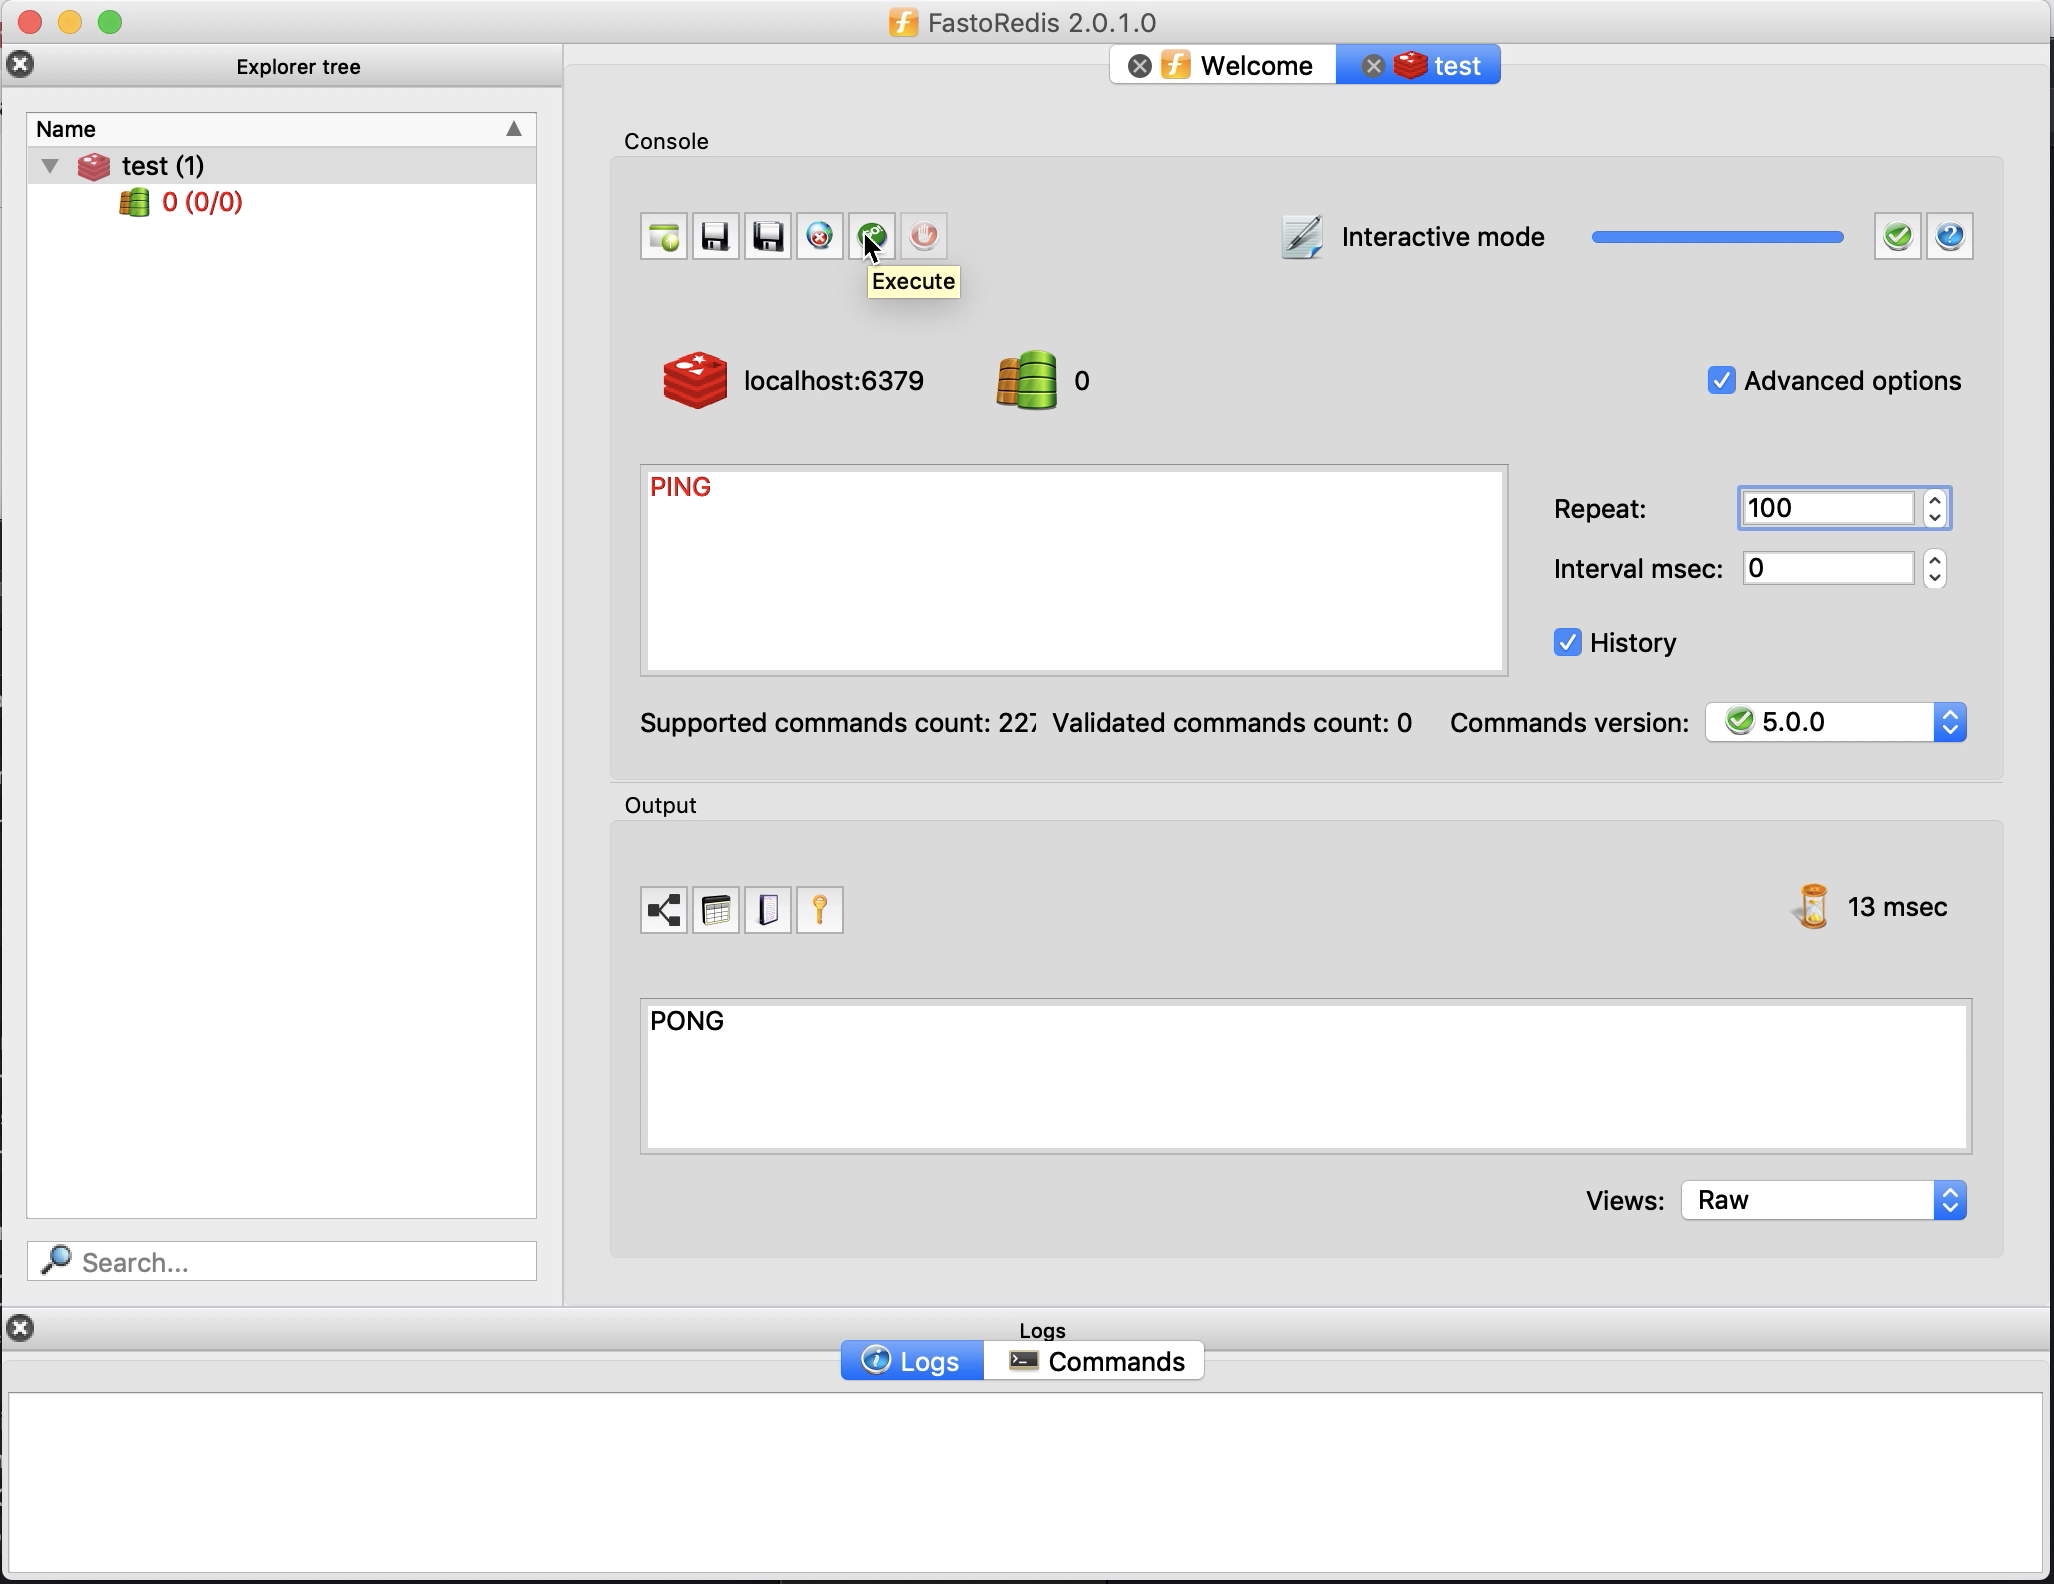 FastoRedis 2.0.1.0
Explorer tree
Welcome
test
Name
test (1)
0 (0/0)
Search...
Console
Interactive mode
Execute
localhost:6379
0
Advanced options
PING
Repeat:
100
Interval msec:
0
History
Supported commands count: 227
Validated commands count: 0
Commands version:
5.0.0
Output
13 msec
PONG
Views:
Raw
Logs
Logs
Commands